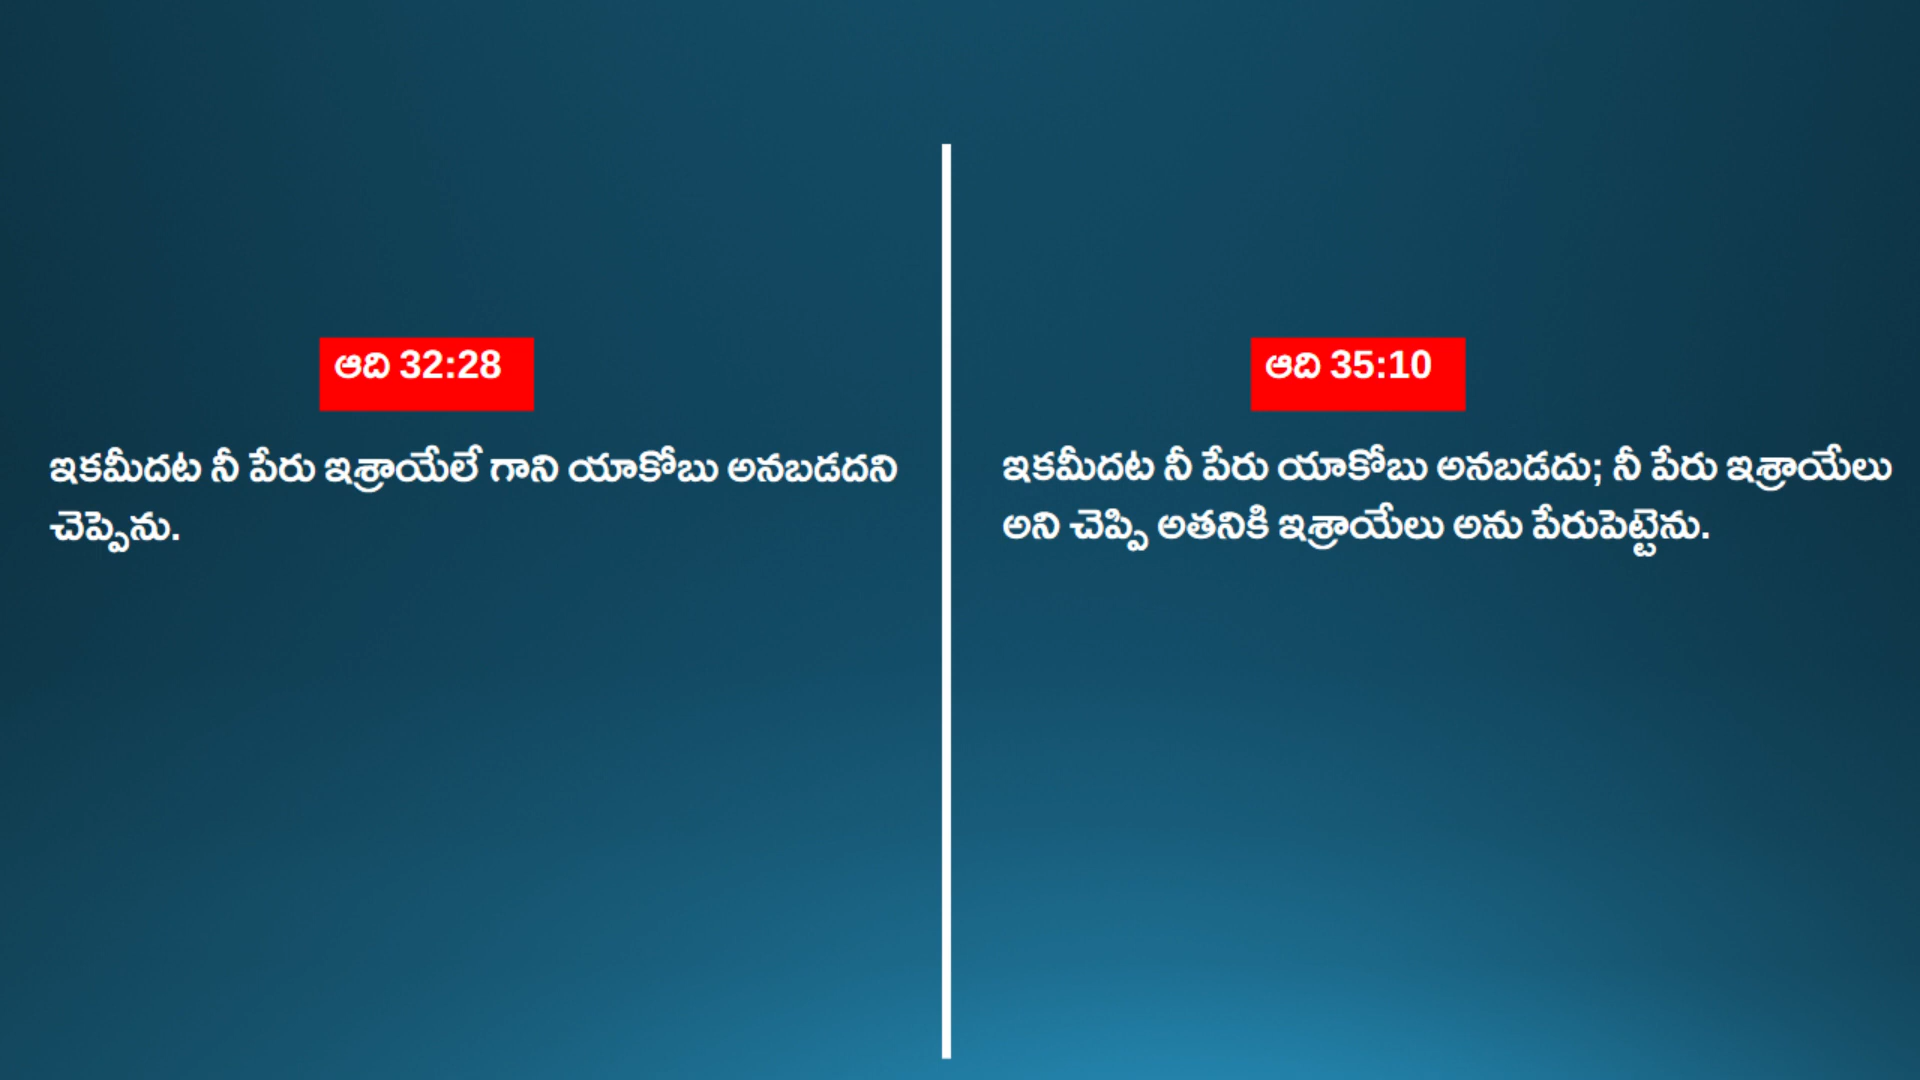 ఆది 32:28
ఇకమీదట నీ పేరు ఇశ్రాయేలే గాని యాకోబు అనబడదని
చెప్పెను.
ఆది 35:10
ఇకమీదట నీ పేరు యాకోబు అనబడదు; నీ పేరు ఇశ్రాయేలు
అని చెప్పి అతనికి ఇశ్రాయేలు అను పేరుపెట్టెను.